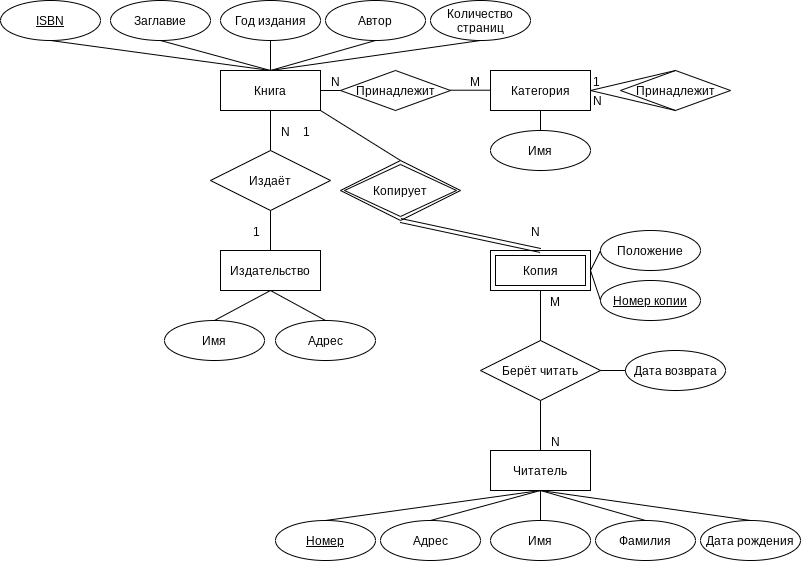 ISBN
Заглавие
Год издания
Автор
Количество
страниц
Книга
N
Принадлежит
M
Категория
1
N
Принадлежит
N
1
Имя
Издаёт
Копирует
1
N
Издательство
Копия
Положение
Номер копии
M
Имя
Адрес
Берёт читать
Дата возврата
N
Читатель
Номер
Адрес
Имя
Фамилия
Дата рождения